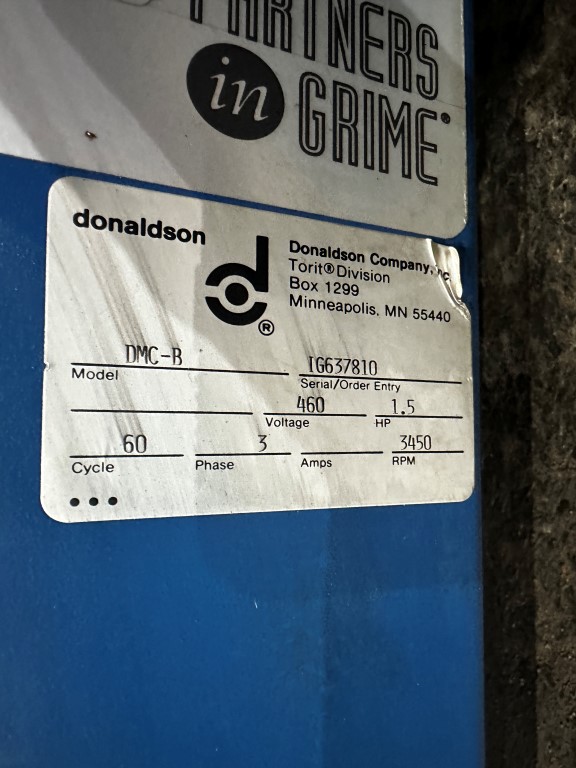 PARTNERS
in GRIME®
donaldson
Donaldson Company, Inc.
Torit® Division
Box 1299
Minneapolis, MN 55440
®
DMC-B IG637810
Model Serial/Order Entry
460 1.5
Voltage HP
60 3 3450
Cycle Phase Amps RPM